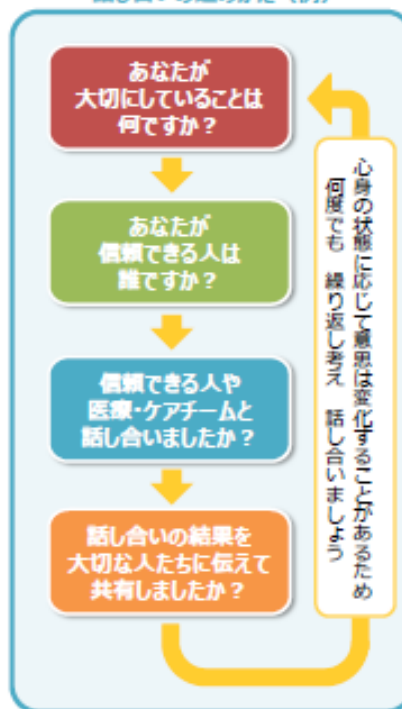 あなたが
大切にしていることは
何ですか？
あなたが
信頼できる人は
誰ですか？
信頼できる人や
医療・ケアチームと
話し合いましたか？
話し合いの結果を
大切な人たちに伝えて
共有しましたか？
心身の状態に応じて意思は変化することがあるため
何度でも　繰り返し考え　話し合いましょう